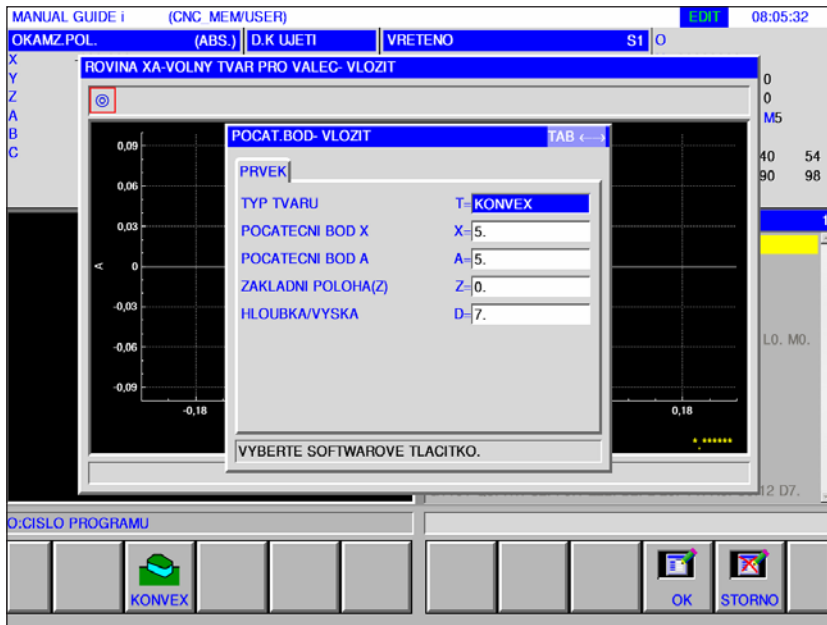 MANUAL GUIDE i (CNC_MEM/USER) EDIT 08:05:32
OKAMZ.POL. (ABS.) D.K UJETI VRETENO S1 O
X
Y
Z
A
B
C
0
0
M5
40 54
90 98
ROVINA XA-VOLNY TVAR PRO VALEC- VLOZIT
POCAT.BOD- VLOZIT TAB
PRVEK
TYP TVARU T= KONVEX
POCATECNI BOD X X= 5.
POCATECNI BOD A A= 5.
ZAKLADNI POLOHA(Z) Z= 0.
HLOUBKA/VYSKA D= 7.
VYBERTE SOFTWAROVE TLACITKO.
A
0,09
0,06
0,03
0
-0,03
-0,06
-0,09
-0,18 0,18
*.******
1
L0. M0.
12 D7.
O:CISLO PROGRAMU
KONVEX OK STORNO